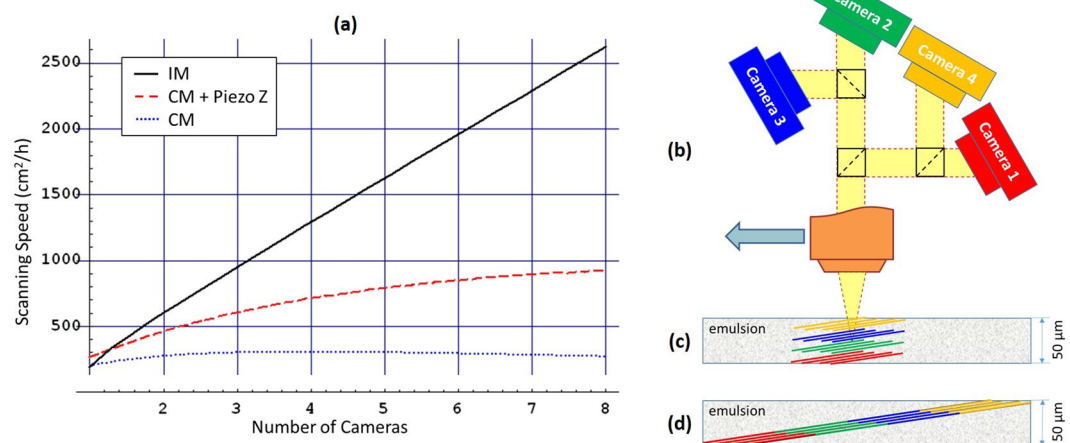 (a)
2500
2000
1500
1000
500
Scanning Speed (cm²/h)
IM
CM + Piezo Z
CM
2 3 4 5 6 7 8
Number of Cameras
(b)
Camera 2
Camera 4
Camera 3
Camera 1
(c)
emulsion
50 µm
(d)
emulsion
50 µm